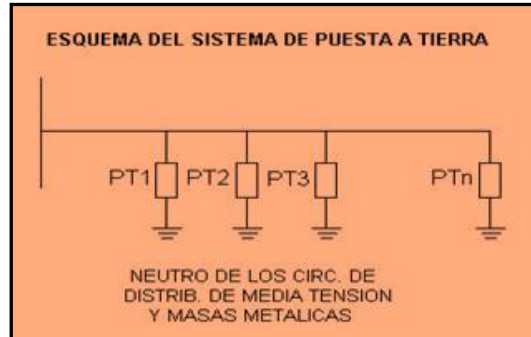 ESQUEMA DEL SISTEMA DE PUESTA A TIERRA
PT1 PT2 PT3 PTn
NEUTRO DE LOS CIRC. DE
DISTRIB. DE MEDIA TENSION
Y MASAS METALICAS